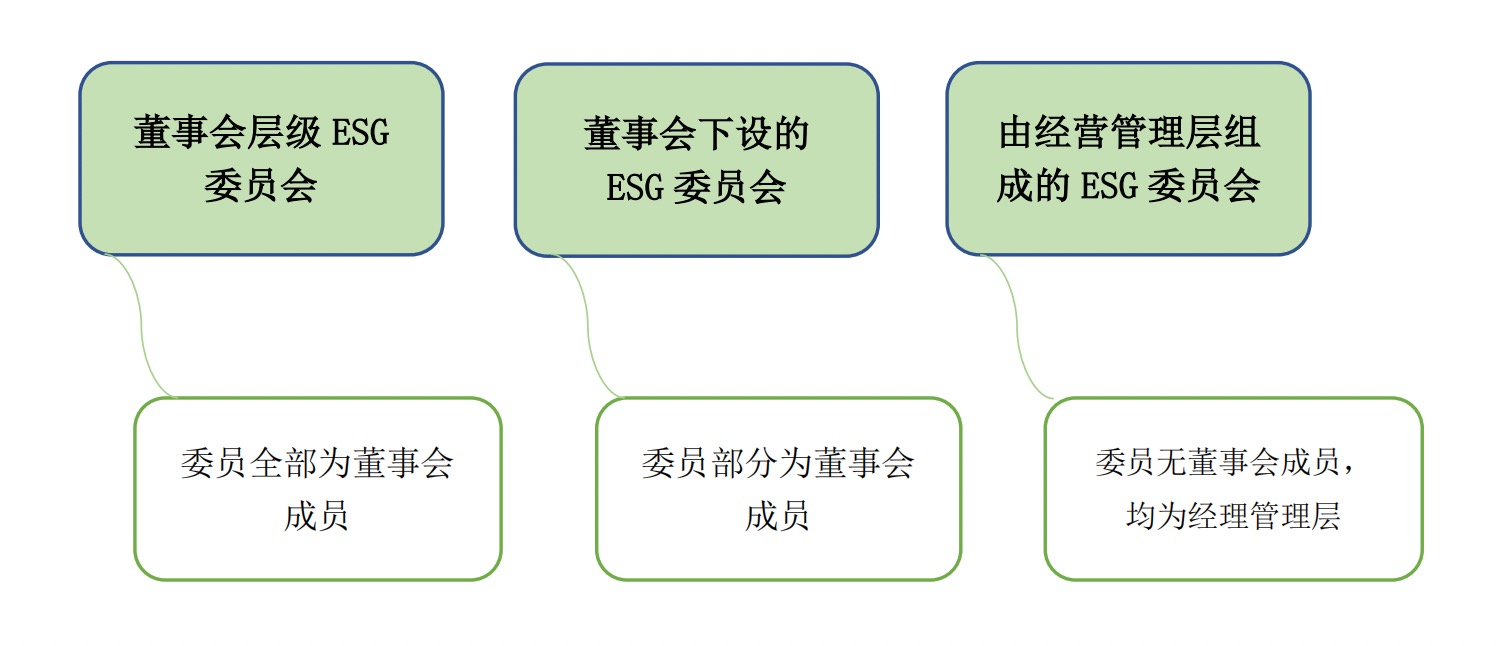 董事会层级 ESG
委员会
董事会下设的
ESG 委员会
由经营管理层组
成的 ESG 委员会
委员全部为董事会
成员
委员部分为董事会
成员
委员无董事会成员，
均为经理管理层